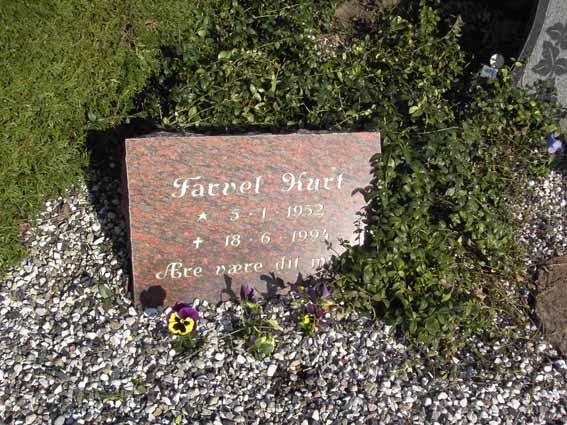 Farvel Kurt
★ 5 · 1 · 1952
✝ 18 · 6 · 1994
Ære være dit